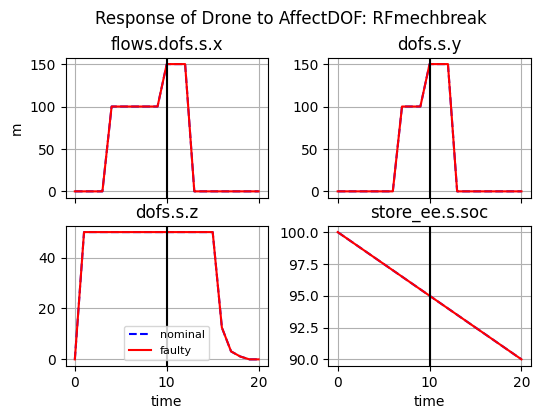 Response of Drone to AffectDOF: RFmechbreak
flows.dofs.s.x
dofs.s.y
150
100
50
0
m
150
100
50
0
dofs.s.z
store_ee.s.soc
40
20
0
nominal
faulty
100.0
97.5
95.0
92.5
90.0
0
10
20
time
0
10
20
time